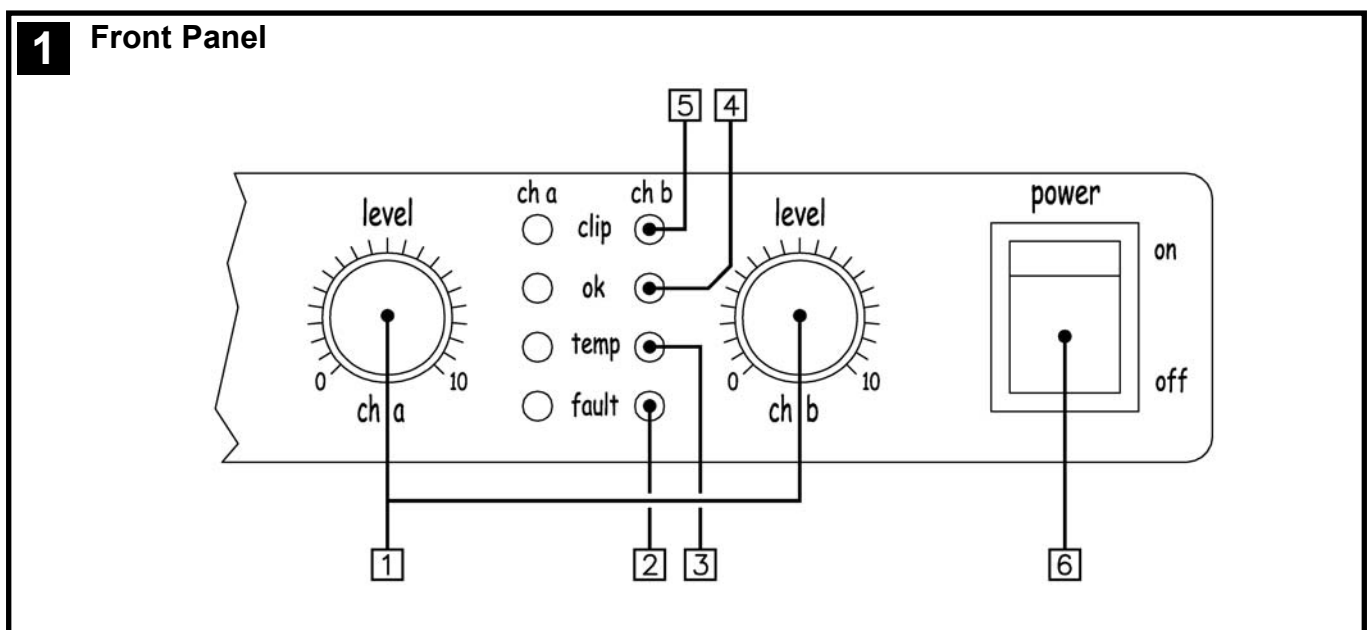 1 Front Panel
5 4
ch a ch b
level clip level power
on
ok
temp
0 10 0 10 off
fault
ch a ch b
1 2 3 6